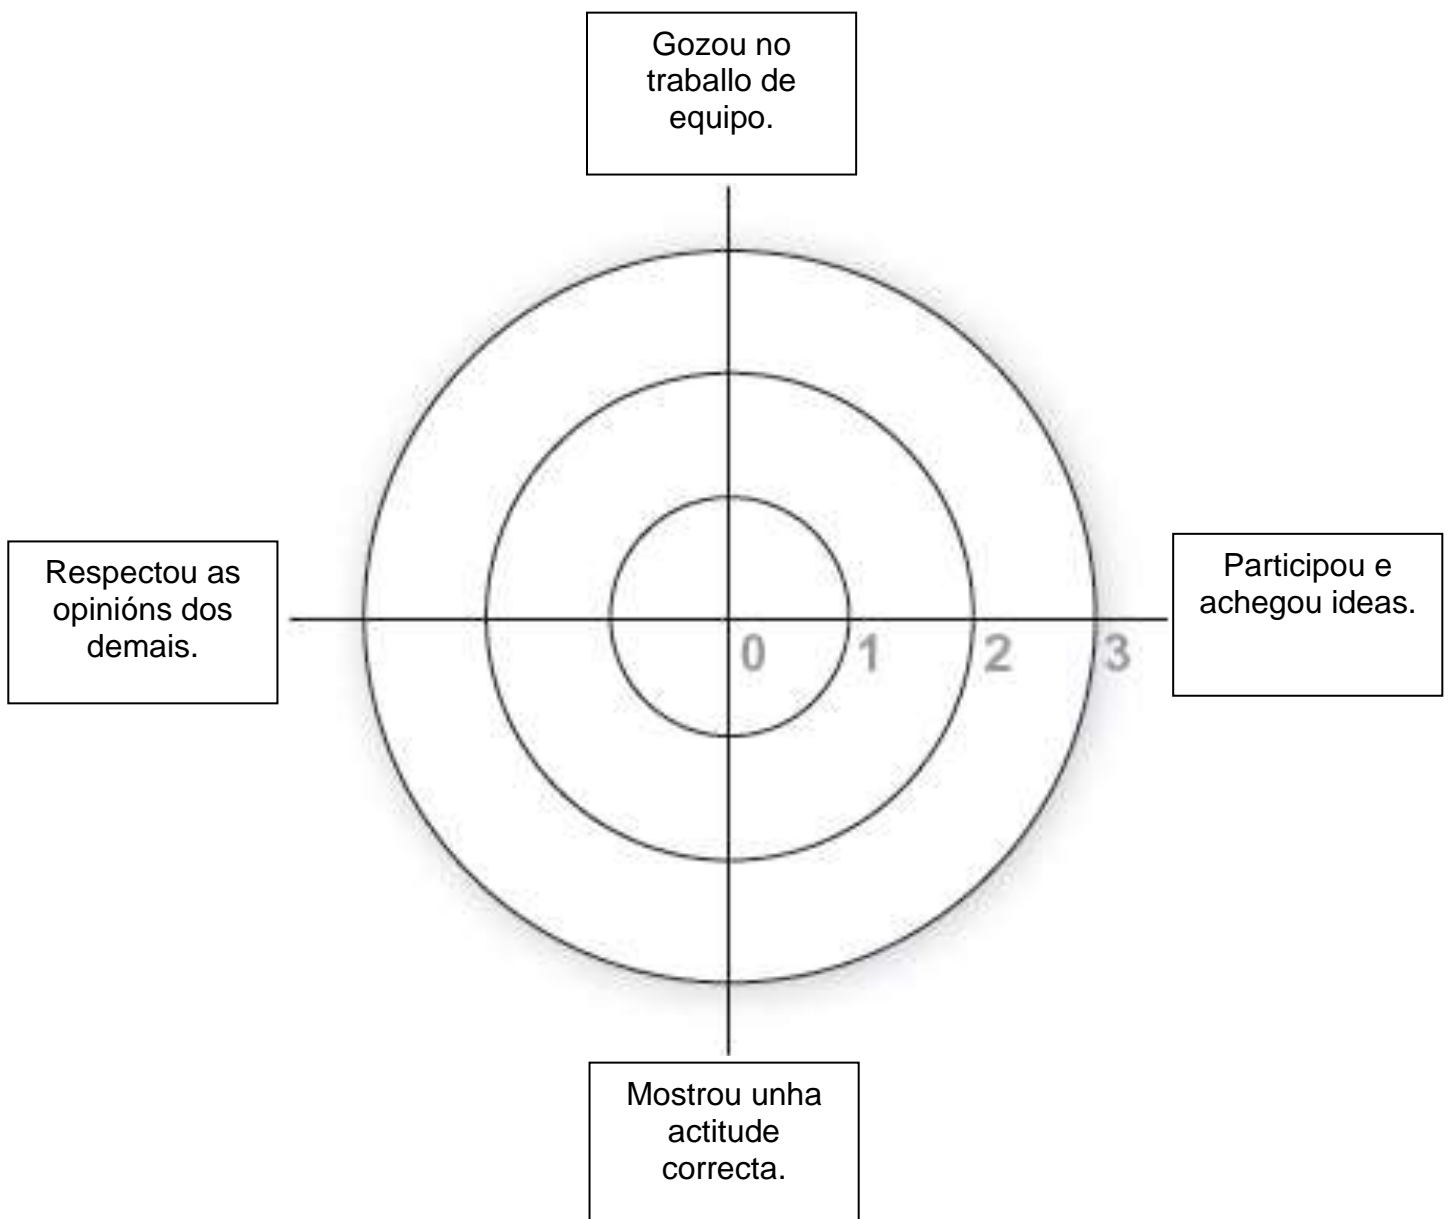 Gozou no
traballo de
equipo.
Respectou as
opinións dos
demais.
Participou e
achegou ideas.
0 1 2 3
Mostrou unha
actitude
correcta.